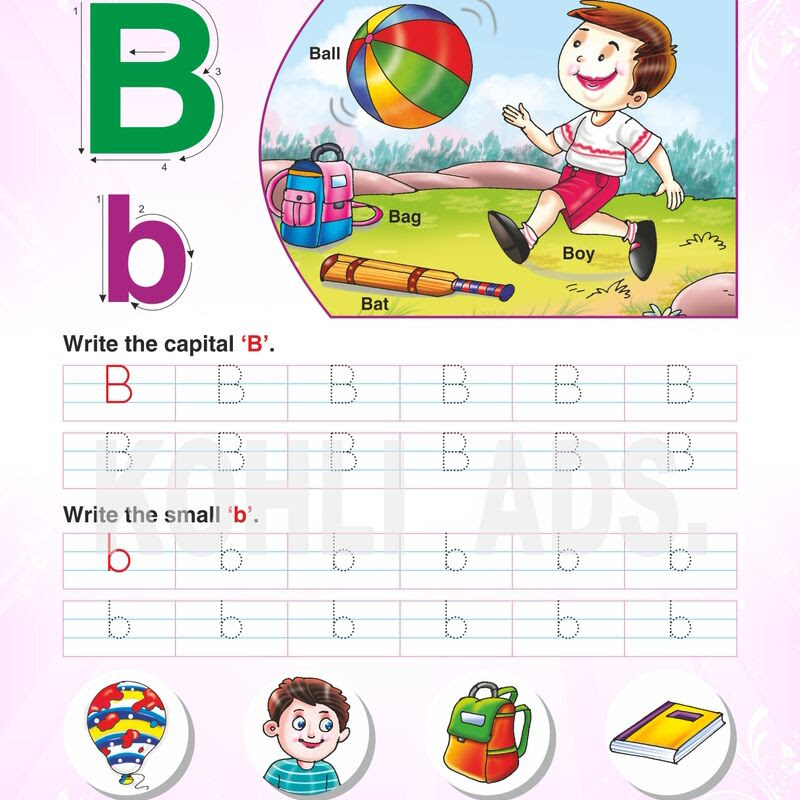 1
B
3
4
1
2
b
Ball
Bag
Boy
Bat
Write the capital ‘B’.
B B B B B B
B B B B B B
KOHLI ADS.
Write the small ‘b’.
b b b b b b
b b b b b b